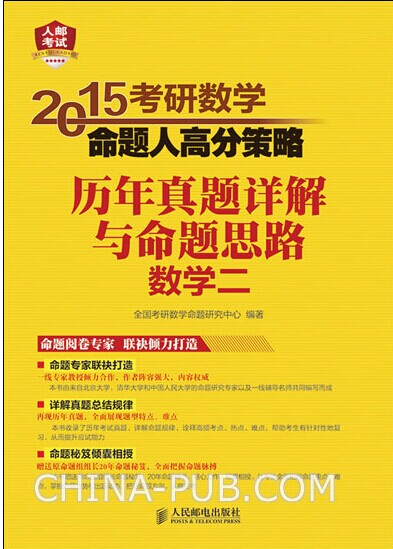 人邮
考试
2015考研数学
命题人高分策略
历年真题详解
与命题思路
数学二
全国考研数学命题研究中心 编著
命题阅卷专家 联袂倾力打造
命题专家联袂打造
一线专家教授倾力合作，作者阵容强大，内容权威
本书由来自北京大学，清华大学和中国人民大学的命题研究专家以及一线辅导名师共同编写而成
详解真题总结规律
再现历年真题，全面展现题型特点、难点
本书收录了历年考试真题，详解命题规律，诠释高频考点、热点、难点，帮助考生有针对性地复
习，从而提升应试能力
命题秘笈倾囊相授
赠送原命题组组长20年命题秘笈，全面把握命题脉搏
CHINA-PUB.COM
人民邮电出版社
POSTS & TELECOM PRESS